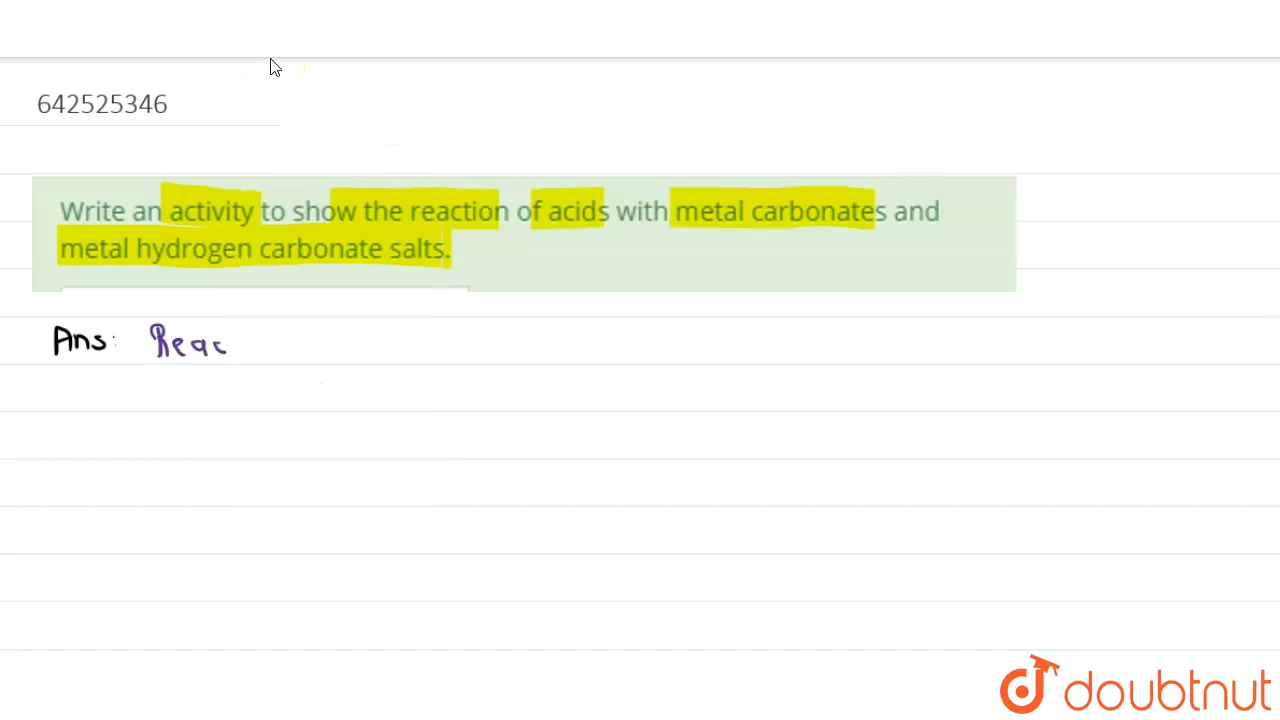 642525346
Write an activity to show the reaction of acids with metal carbonates and
metal hydrogen carbonate salts.
Ans: Reac
doubtnut